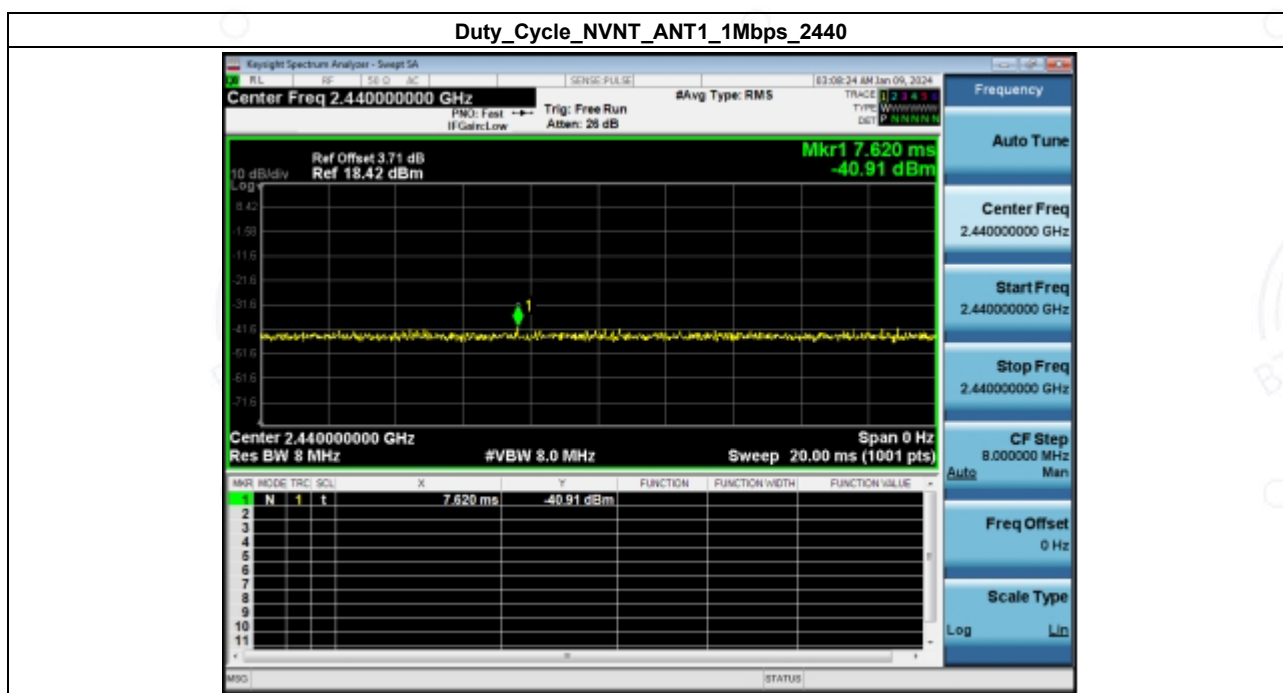 Duty_Cycle_NVNT_ANT1_1Mbps_2440
Keysight Spectrum Analyzer - Swept SA
RL RF 50 Ω AC SENSE:PULSE 03:08:24 AM Jan 09, 2024
Center Freq 2.440000000 GHz
PNO: Fast
IFGain:Low
Trig: Free Run
Atten: 26 dB
#Avg Type: RMS
TRACE 1 2 3 4 5 6
TYPE
DET P N N N N N
Frequency
Mkr1 7.620 ms
-40.91 dBm
Ref Offset 3.71 dB
Ref 18.42 dBm
10 dB/div
Log
8.42
-1.58
-11.6
-21.6
-31.6
-41.6
-51.6
-61.6
-71.6
1
Center 2.440000000 GHz Span 0 Hz
Res BW 8 MHz #VBW 8.0 MHz Sweep 20.00 ms (1001 pts)
MKR MODE TRC SCL X Y FUNCTION FUNCTION WIDTH FUNCTION VALUE
1 N 1 t 7.620 ms -40.91 dBm
2
3
4
5
6
7
8
9
10
11
MSG STATUS
Auto Tune
Center Freq
2.440000000 GHz
Start Freq
2.440000000 GHz
Stop Freq
2.440000000 GHz
CF Step
8.000000 MHz
Auto Man
Freq Offset
0 Hz
Scale Type
Log Lin